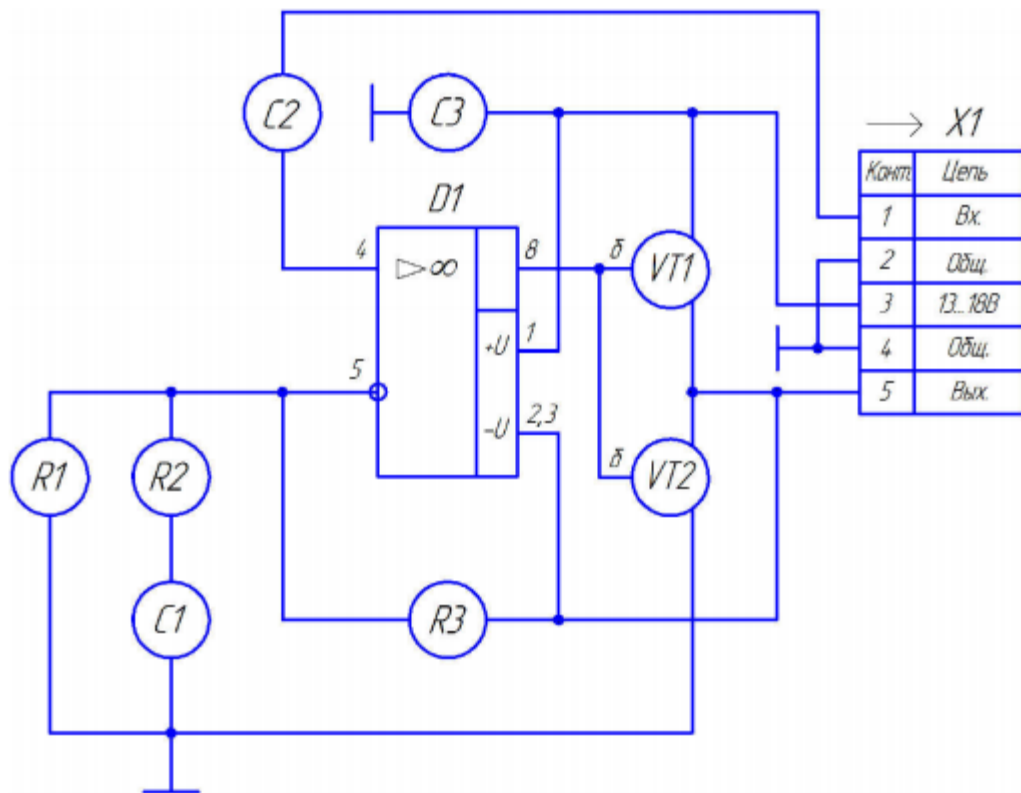 C2
C3
X1
Конт Цепь
1 Вх.
2 Общ.
3 13...18В
4 Общ.
5 Вых.
D1
4
▷∞
8
б
VT1
+U
1
5
-U
2,3
б
VT2
R1
R2
C1
R3